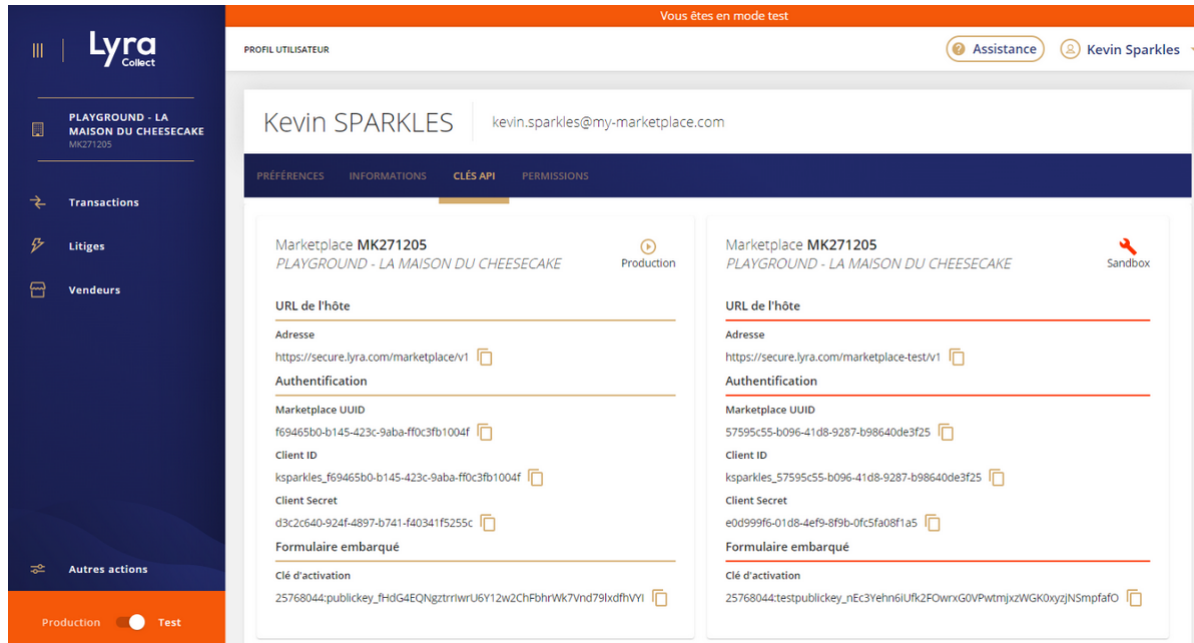 Vous êtes en mode test
Lyra
Collect
PROFIL UTILISATEUR
Assistance
Kevin Sparkles
PLAYGROUND - LA
MAISON DU CHEESECAKE
MK271205
Transactions
Litiges
Vendeurs
Autres actions
Production
Test
Kevin SPARKLES
kevin.sparkles@my-marketplace.com
PRÉFÉRENCES
INFORMATIONS
CLÉS API
PERMISSIONS
Marketplace MK271205
PLAYGROUND - LA MAISON DU CHEESECAKE
Production
URL de l'hôte
Adresse
https://secure.lyra.com/marketplace/v1
Authentification
Marketplace UUID
f69465b0-b145-423c-9aba-ff0c3fb1004f
Client ID
ksparkles_f69465b0-b145-423c-9aba-ff0c3fb1004f
Client Secret
d3c2c640-924f-4897-b741-f40341f5255c
Formulaire embarqué
Clé d'activation
25768044:publickey_fHdG4EQNgztrrIwrU6Y12w2ChFbhrWk7Vnd79lxdfhVYI
Marketplace MK271205
PLAYGROUND - LA MAISON DU CHEESECAKE
Sandbox
URL de l'hôte
Adresse
https://secure.lyra.com/marketplace-test/v1
Authentification
Marketplace UUID
57595c55-b096-41d8-9287-b98640de3f25
Client ID
ksparkles_57595c55-b096-41d8-9287-b98640de3f25
Client Secret
e0d999f6-01d8-4ef9-8f9b-0fc5fa08f1a5
Formulaire embarqué
Clé d'activation
25768044:testpublickey_nEc3Yehn6iUfk2FOwrxG0VPwtmjxzWGK0xyzjNSmpfafO